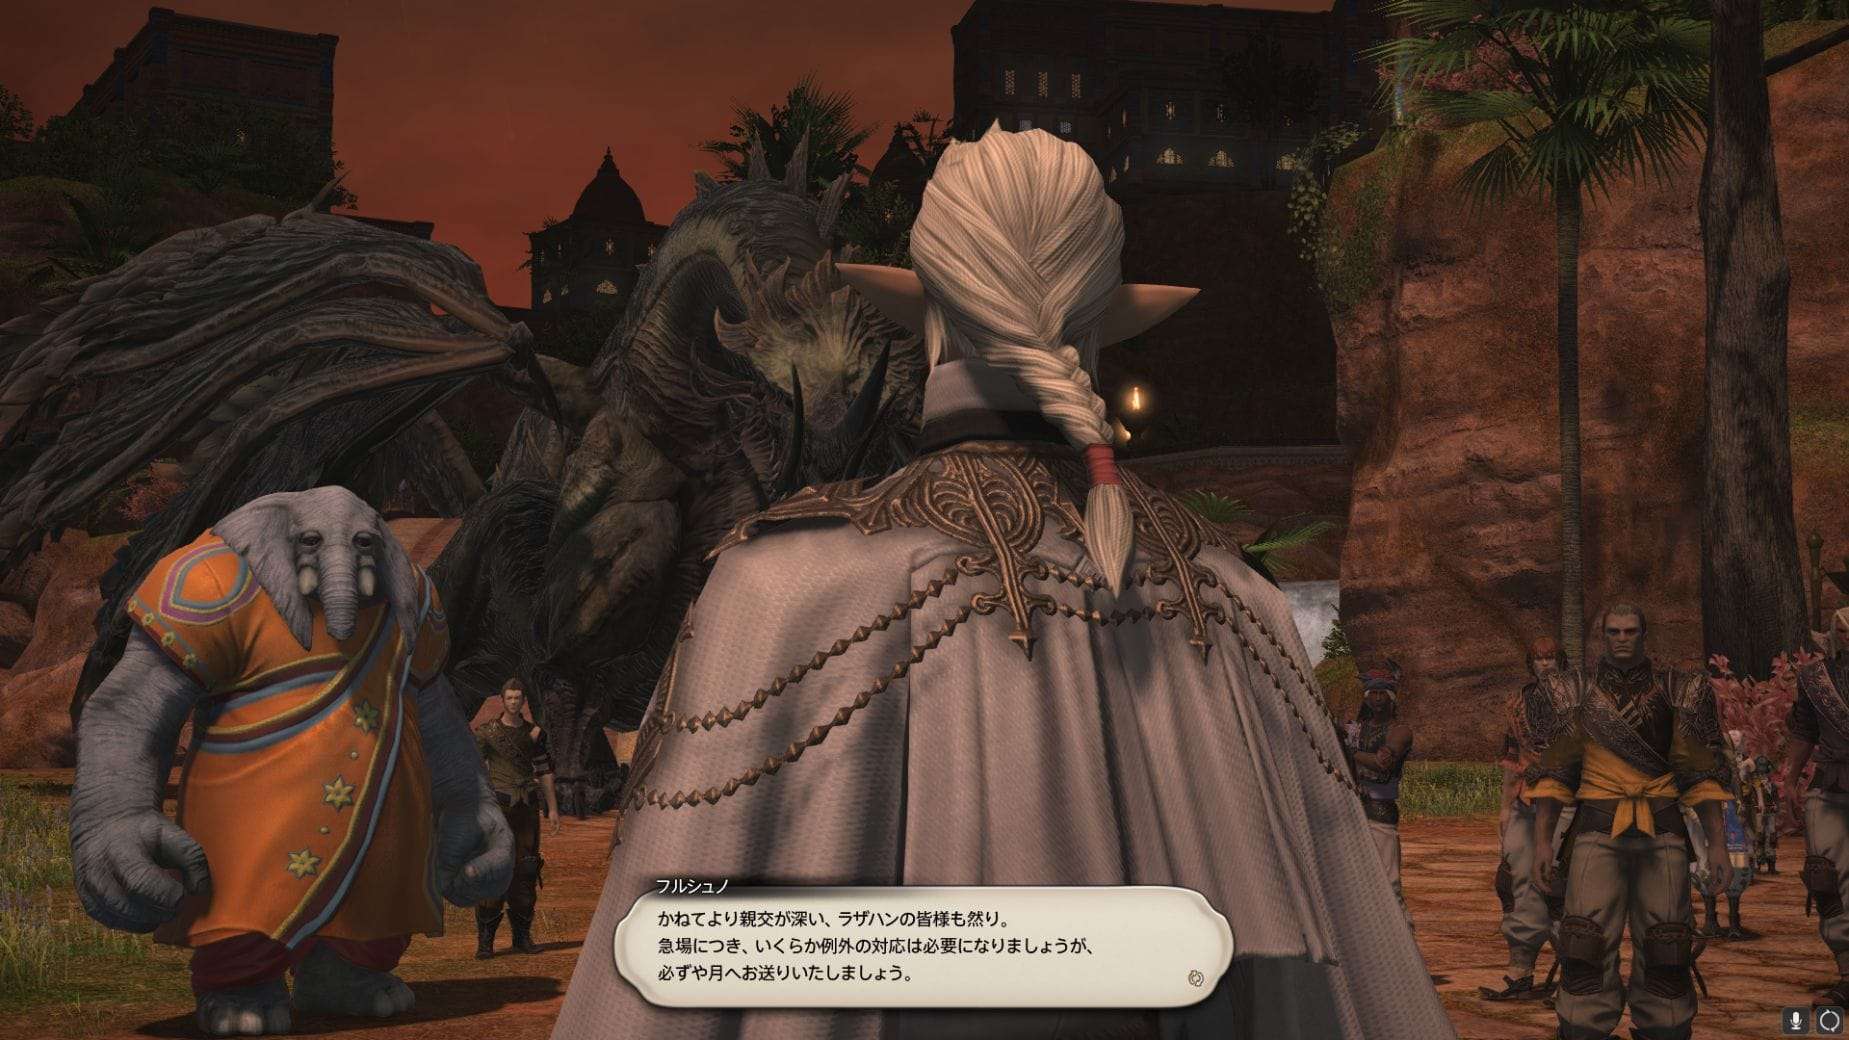 フルシュノ
かねてより親交が深い、ラザハンの皆様も然り。
急場につき、いくらか例外の対応は必要になりましょうが、
必ずや月へお送りいたしましょう。